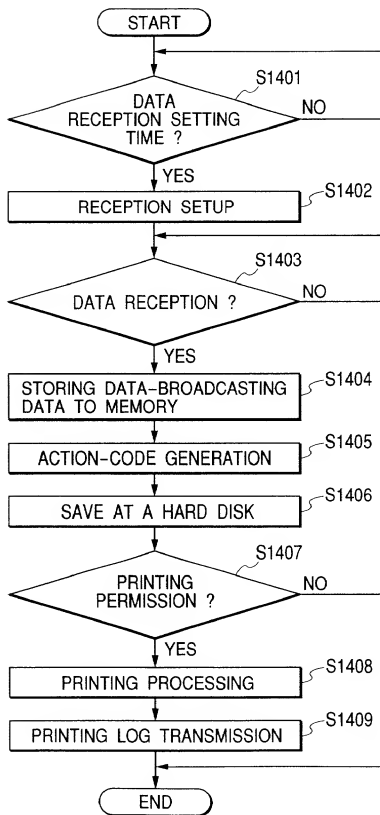 START
S1401
DATA
RECEPTION SETTING
TIME ?
NO
YES
S1402
RECEPTION SETUP
S1403
DATA RECEPTION ?
NO
YES
S1404
STORING DATA-BROADCASTING
DATA TO MEMORY
S1405
ACTION-CODE GENERATION
S1406
SAVE AT A HARD DISK
S1407
PRINTING
PERMISSION ?
NO
YES
S1408
PRINTING PROCESSING
S1409
PRINTING LOG TRANSMISSION
END